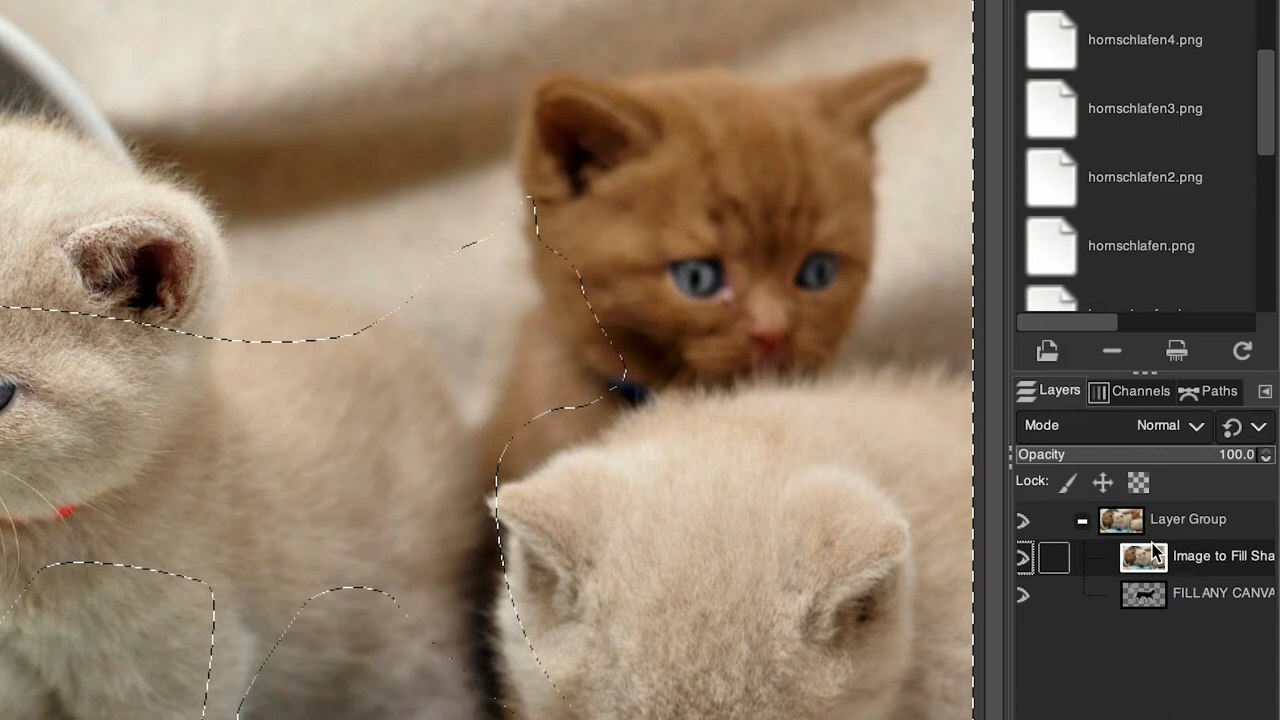 hornschlafen4.png
hornschlafen3.png
hornschlafen2.png
hornschlafen.png
Layers
Channels
Paths
Mode
Normal
Opacity
100.0
Lock:
Layer Group
Image to Fill Sha
FILL ANY CANVA